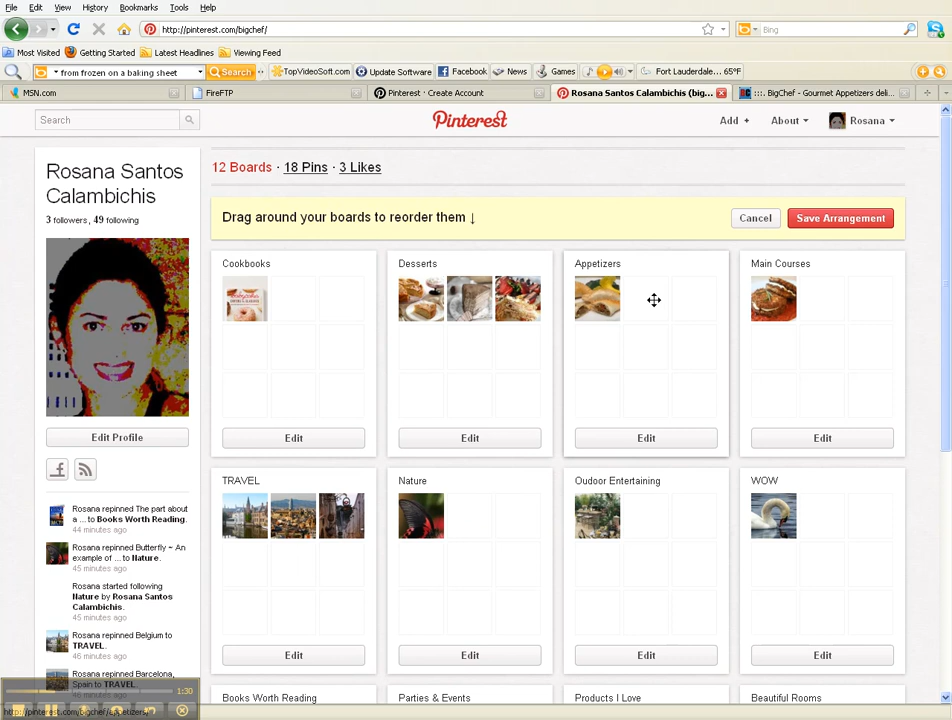 File Edit View History Bookmarks Tools Help
http://pinterest.com/bigchef/
Bing
Most Visited Getting Started Latest Headlines Viewing Feed
from frozen on a baking sheet Search TopVideoSoft.com Update Software Facebook News Games Fort Lauderdale... 65°F
MSN.com FireFTP Pinterest · Create Account Rosana Santos Calambichis (big... ::: BigChef - Gourmet Appetizers deli...
Search
Pinterest
Add + About Rosana
Rosana Santos
Calambichis
3 followers, 49 following
Edit Profile
Rosana repinned The part about
a ... to Books Worth Reading.
44 minutes ago
Rosana repinned Butterfly ~ An
example of ... to Nature.
45 minutes ago
Rosana started following
Nature by Rosana Santos
Calambichis.
45 minutes ago
Rosana repinned Belgium to
TRAVEL.
46 minutes ago
Rosana repinned Barcelona,
Spain to TRAVEL.
1:30
http://pinterest.com/bigchef/appetizers/
12 Boards · 18 Pins · 3 Likes
Drag around your boards to reorder them ↓
Cancel Save Arrangement
Cookbooks Desserts Appetizers Main Courses
Edit Edit Edit Edit
TRAVEL Nature Oudoor Entertaining WOW
Edit Edit Edit Edit
Books Worth Reading Parties & Events Products I Love Beautiful Rooms